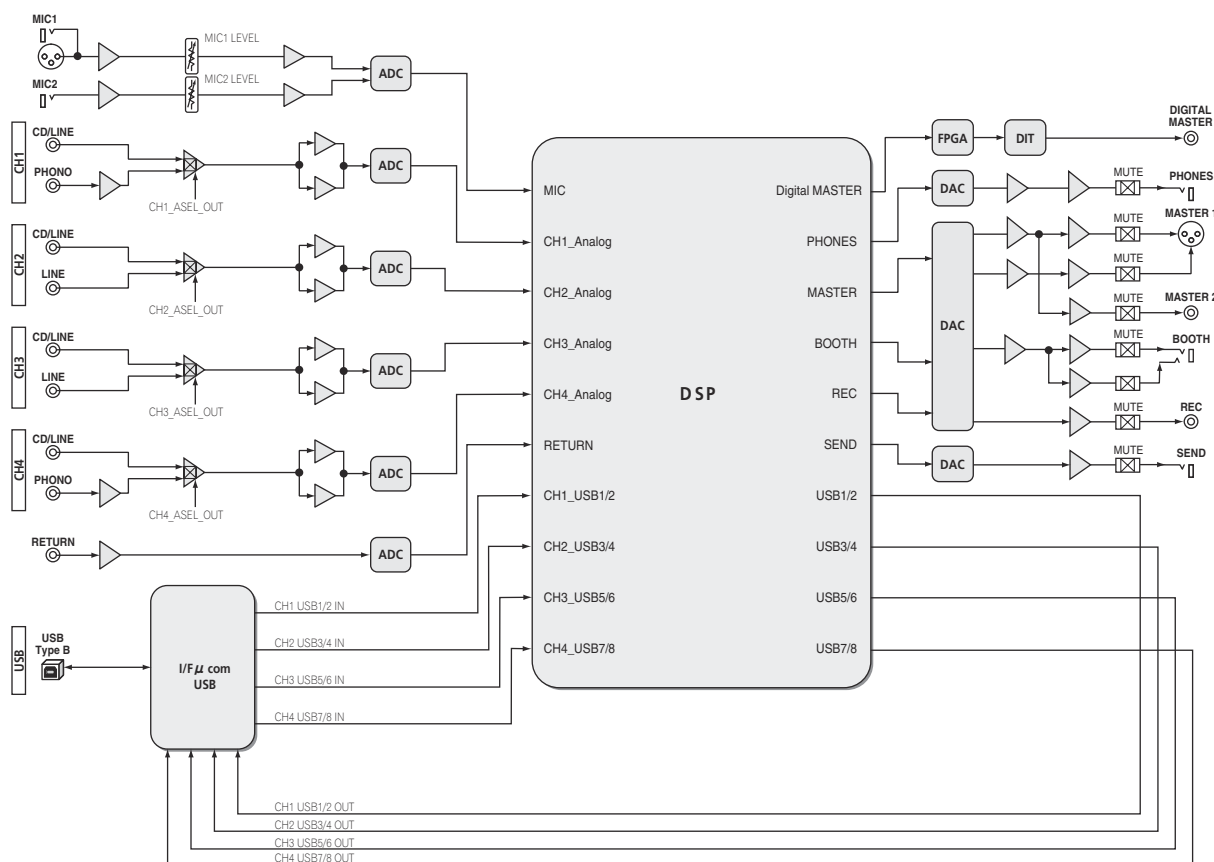 MIC1
MIC1 LEVEL
ADC
MIC2
MIC2 LEVEL
CH1
CD/LINE
PHONO
CH1_ASEL_OUT
ADC
CH2
CD/LINE
LINE
CH2_ASEL_OUT
ADC
CH3
CD/LINE
LINE
CH3_ASEL_OUT
ADC
CH4
CD/LINE
PHONO
CH4_ASEL_OUT
ADC
RETURN
ADC
USB
USB
Type B
I/F μ com
USB
CH1 USB1/2 IN
CH2 USB3/4 IN
CH3 USB5/6 IN
CH4 USB7/8 IN
DSP
MIC
CH1_Analog
CH2_Analog
CH3_Analog
CH4_Analog
RETURN
CH1_USB1/2
CH2_USB3/4
CH3_USB5/6
CH4_USB7/8
Digital MASTER
PHONES
MASTER
BOOTH
REC
SEND
USB1/2
USB3/4
USB5/6
USB7/8
FPGA
DIT
DIGITAL
MASTER
DAC
MUTE
PHONES
DAC
MUTE
MASTER 1
MUTE
MUTE
MASTER 2
MUTE
BOOTH
MUTE
REC
DAC
MUTE
SEND
CH1 USB1/2 OUT
CH2 USB3/4 OUT
CH3 USB5/6 OUT
CH4 USB7/8 OUT